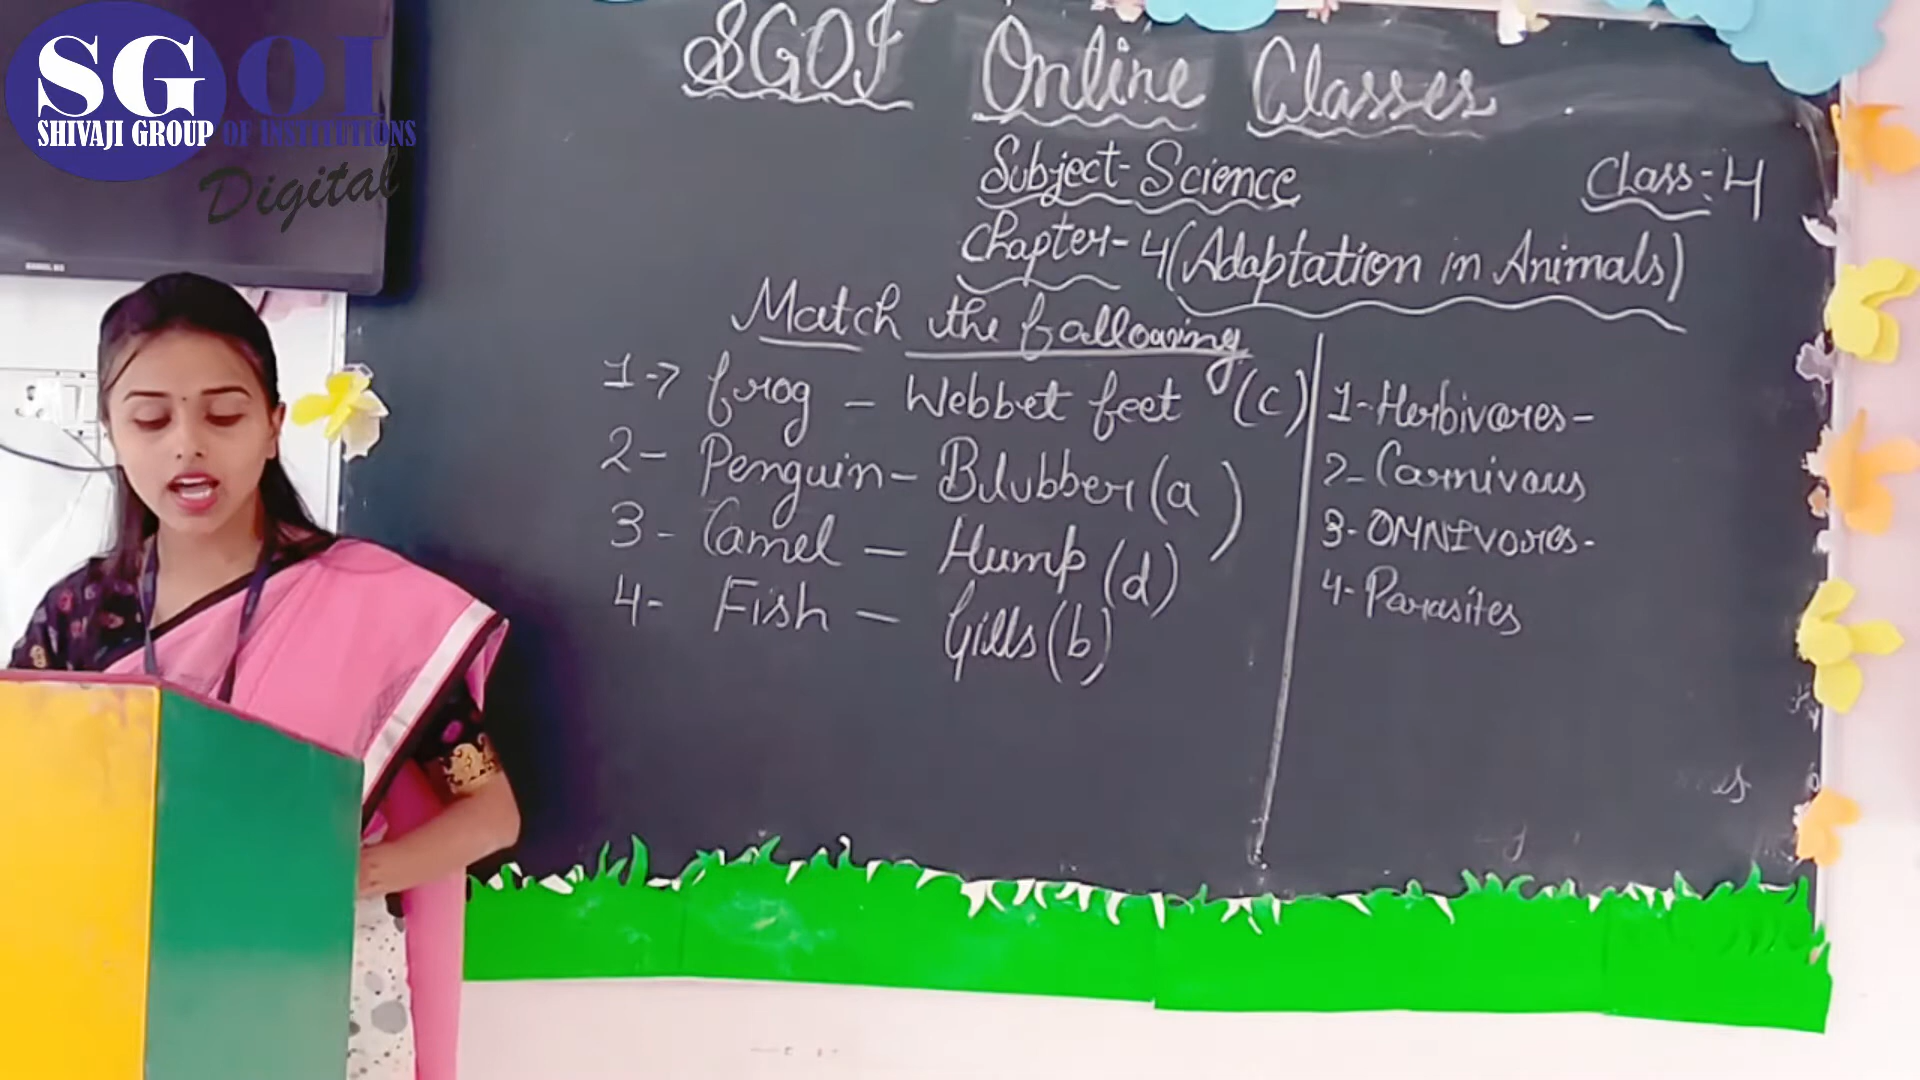 SGOI
SHIVAJI GROUP OF INSTITUTIONS
Digital
SGOI Online Classes
Subject- Science
Class:- 4
Chapter- 4 (Adaptation in Animals)
Match the following
1-> frog - Webbet feet (c)
2- Penguin- Blubber (a)
3- Camel - Hump (d)
4- Fish - Gills (b)
1- Herbivores-
2- Carnivous
3- OMNIVores-
4- Parasites